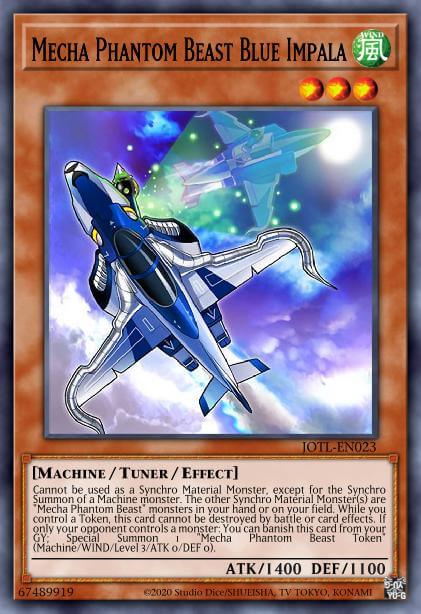 MECHA PHANTOM BEAST BLUE IMPALA
WIND
風
JOTL-EN023
[MACHINE / TUNER / EFFECT]
Cannot be used as a Synchro Material Monster, except for the Synchro
Summon of a Machine monster. The other Synchro Material Monster(s) are
"Mecha Phantom Beast" monsters in your hand or on your field. While you
control a Token, this card cannot be destroyed by battle or card effects. If
only your opponent controls a monster: You can banish this card from your
GY; Special Summon 1 "Mecha Phantom Beast Token"
(Machine/WIND/Level 3/ATK 0/DEF 0).
ATK/1400 DEF/1100
67489919
©2020 Studio Dice/SHUEISHA, TV TOKYO, KONAMI